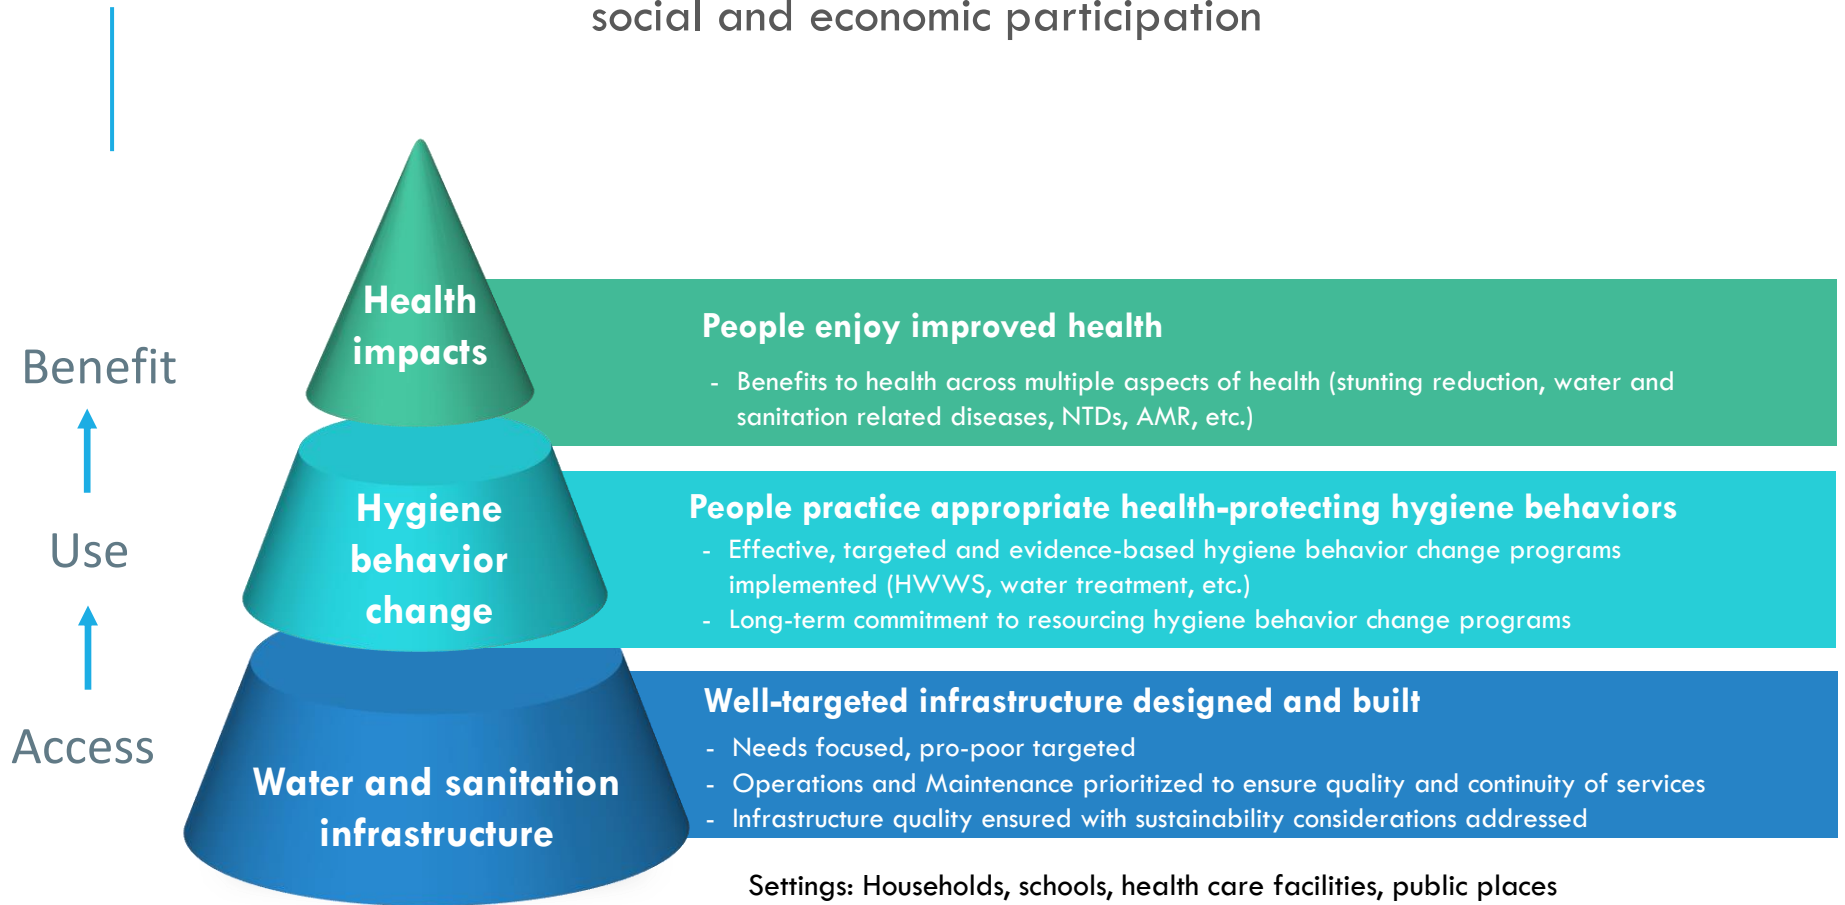 social and economic participation
Health
impacts
People enjoy improved health
- Benefits to health across multiple aspects of health (stunting reduction, water and
sanitation related diseases, NTDs, AMR, etc.)
Benefit
Hygiene
behavior
change
People practice appropriate health-protecting hygiene behaviors
- Effective, targeted and evidence-based hygiene behavior change programs
implemented (HWWS, water treatment, etc.)
- Long-term commitment to resourcing hygiene behavior change programs
Use
Access
Water and sanitation
infrastructure
Well-targeted infrastructure designed and built
- Needs focused, pro-poor targeted
- Operations and Maintenance prioritized to ensure quality and continuity of services
- Infrastructure quality ensured with sustainability considerations addressed
Settings: Households, schools, health care facilities, public places